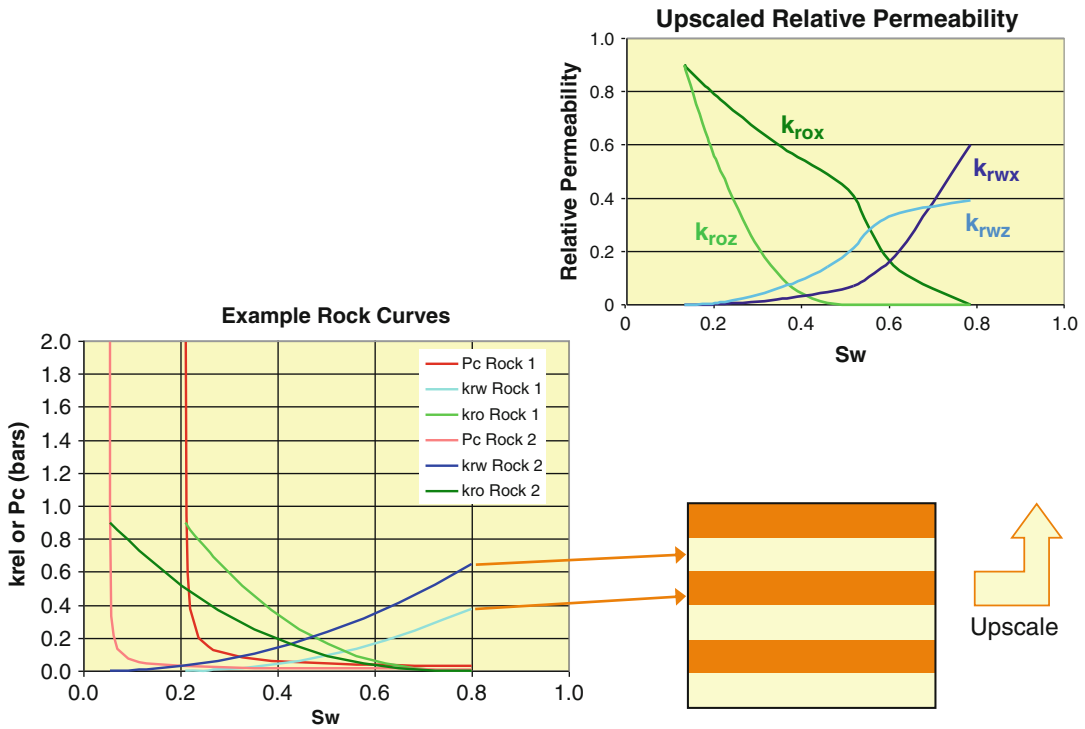 Upscaled Relative Permeability
1.0
0.8
0.6
0.4
0.2
0
Relative Permeability
krox
kroz
krwx
krwz
0
0.2
0.4
0.6
0.8
1.0
Sw
Example Rock Curves
2.0
1.8
1.6
1.4
1.2
1.0
0.8
0.6
0.4
0.2
0.0
krel or Pc (bars)
Pc Rock 1
krw Rock 1
kro Rock 1
Pc Rock 2
krw Rock 2
kro Rock 2
0.0
0.2
0.4
0.6
0.8
1.0
Sw
Upscale